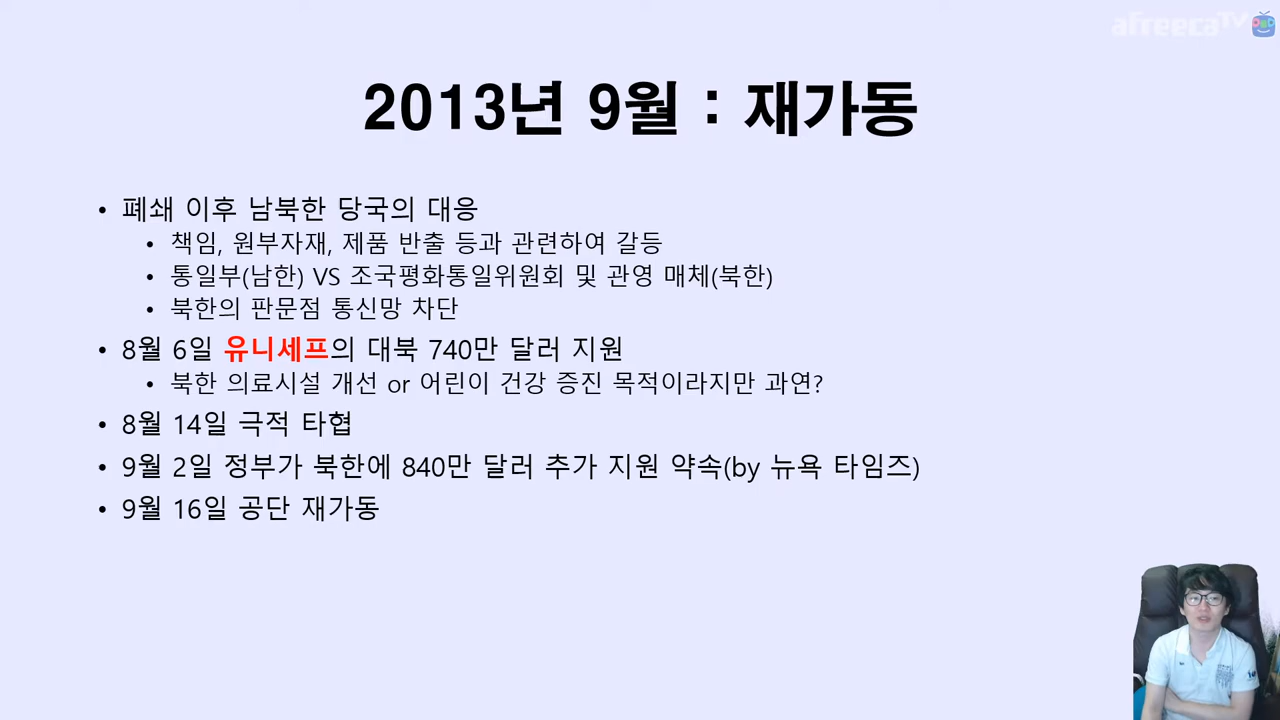 afreecaTV
2013년 9월 : 재가동
• 폐쇄 이후 남북한 당국의 대응
• 책임, 원부자재, 제품 반출 등과 관련하여 갈등
• 통일부(남한) VS 조국평화통일위원회 및 관영 매체(북한)
• 북한의 판문점 통신망 차단
• 8월 6일 유니세프의 대북 740만 달러 지원
• 북한 의료시설 개선 or 어린이 건강 증진 목적이라지만 과연?
• 8월 14일 극적 타협
• 9월 2일 정부가 북한에 840만 달러 추가 지원 약속(by 뉴욕 타임즈)
• 9월 16일 공단 재가동